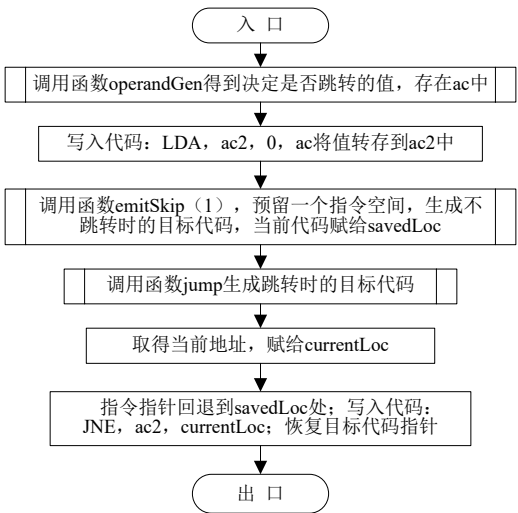 入 口
调用函数operandGen得到决定是否跳转的值，存在ac中
写入代码：LDA，ac2，0，ac将值转存到ac2中
调用函数emitSkip（1），预留一个指令空间，生成不
跳转时的目标代码，当前代码赋给savedLoc
调用函数jump生成跳转时的目标代码
取得当前地址，赋给currentLoc
指令指针回退到savedLoc处；写入代码：
JNE，ac2，currentLoc；恢复目标代码指针
出 口